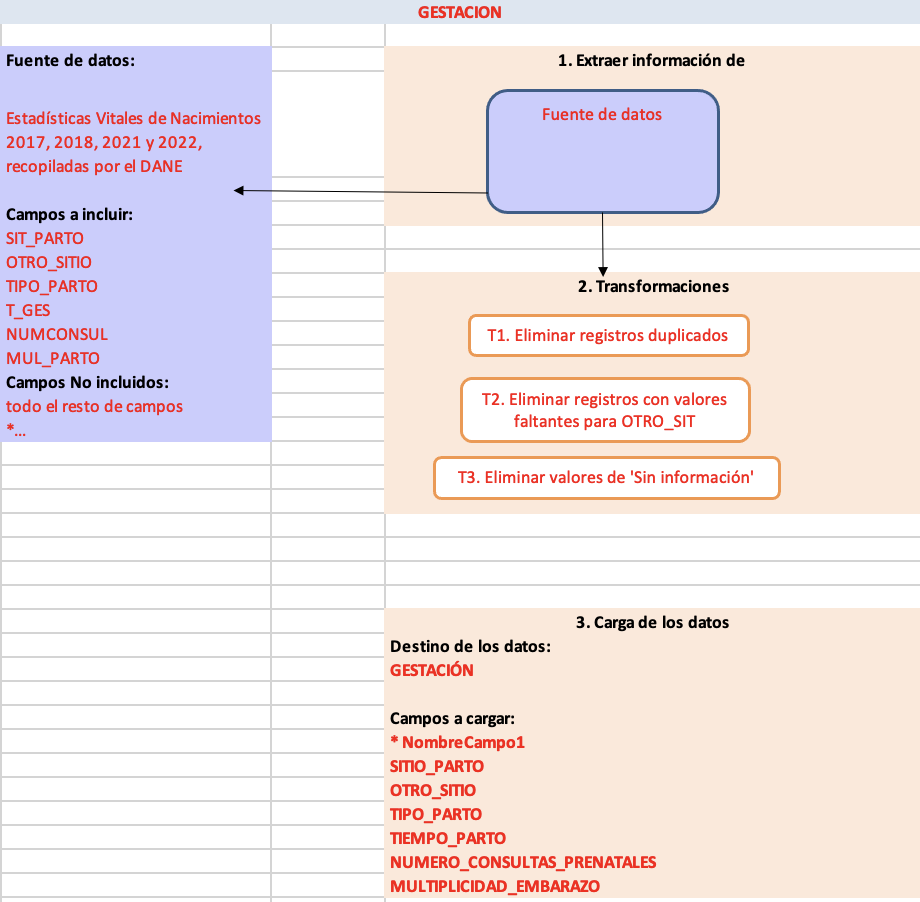 GESTACION
Fuente de datos:
Estadísticas Vitales de Nacimientos
2017, 2018, 2021 y 2022,
recopiladas por el DANE
Campos a incluir:
SIT_PARTO
OTRO_SITIO
TIPO_PARTO
T_GES
NUMCONSUL
MUL_PARTO
Campos No incluidos:
todo el resto de campos
*...
1. Extraer información de
Fuente de datos
2. Transformaciones
T1. Eliminar registros duplicados
T2. Eliminar registros con valores
faltantes para OTRO_SIT
T3. Eliminar valores de 'Sin información'
3. Carga de los datos
Destino de los datos:
GESTACIÓN
Campos a cargar:
* NombreCampo1
SITIO_PARTO
OTRO_SITIO
TIPO_PARTO
TIEMPO_PARTO
NUMERO_CONSULTAS_PRENATALES
MULTIPLICIDAD_EMBARAZO